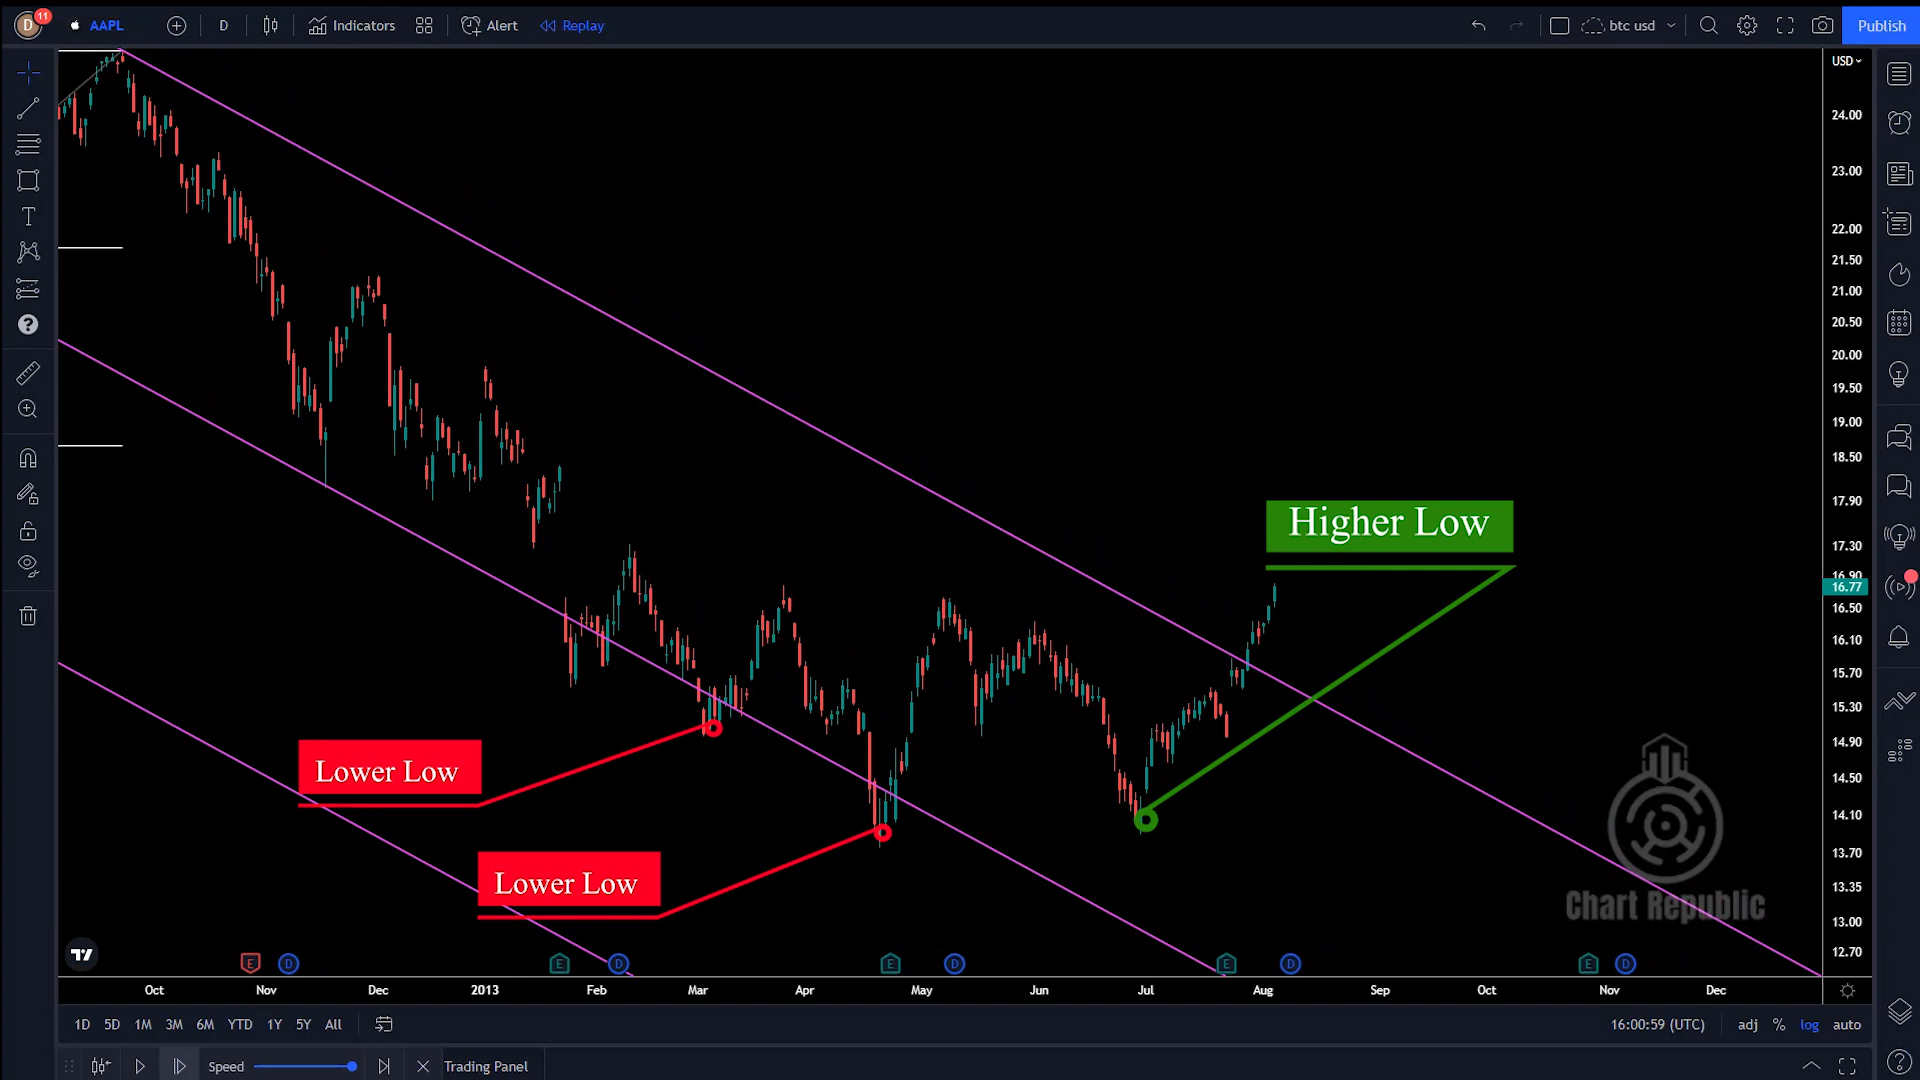 D 11 AAPL D Indicators Alert Replay btc usd Publish
USD
24.00
23.00
22.00
21.50
21.00
20.50
20.00
19.50
19.00
18.50
17.90
Higher Low
17.30
16.90
16.77
16.50
16.10
15.70
15.30
14.90
Lower Low
14.50
14.10
13.70
Lower Low
13.35
Chart Republic
13.00
12.70
E D E D E D E D E D
Oct Nov Dec 2013 Feb Mar Apr May Jun Jul Aug Sep Oct Nov Dec
1D 5D 1M 3M 6M YTD 1Y 5Y All 16:00:59 (UTC) adj % log auto
Speed Trading Panel